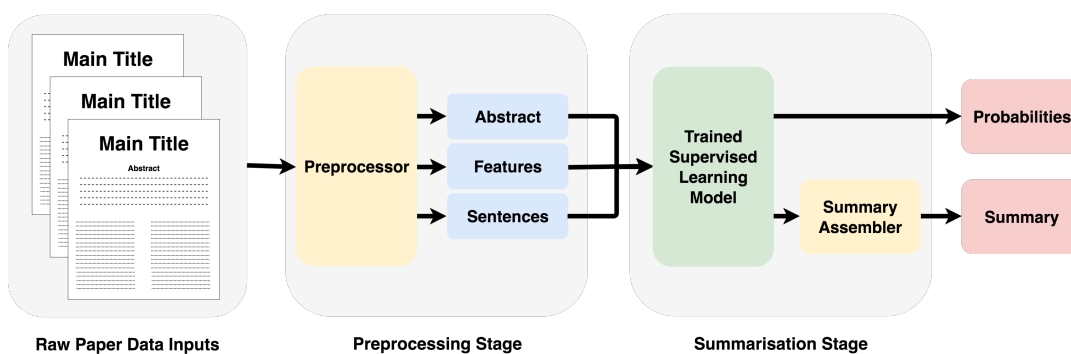 Main Title
Main Title
Main Title
Abstract
Preprocessor
Abstract
Features
Sentences
Trained
Supervised
Learning
Model
Summary
Assembler
Probabilities
Summary
Raw Paper Data Inputs
Preprocessing Stage
Summarisation Stage